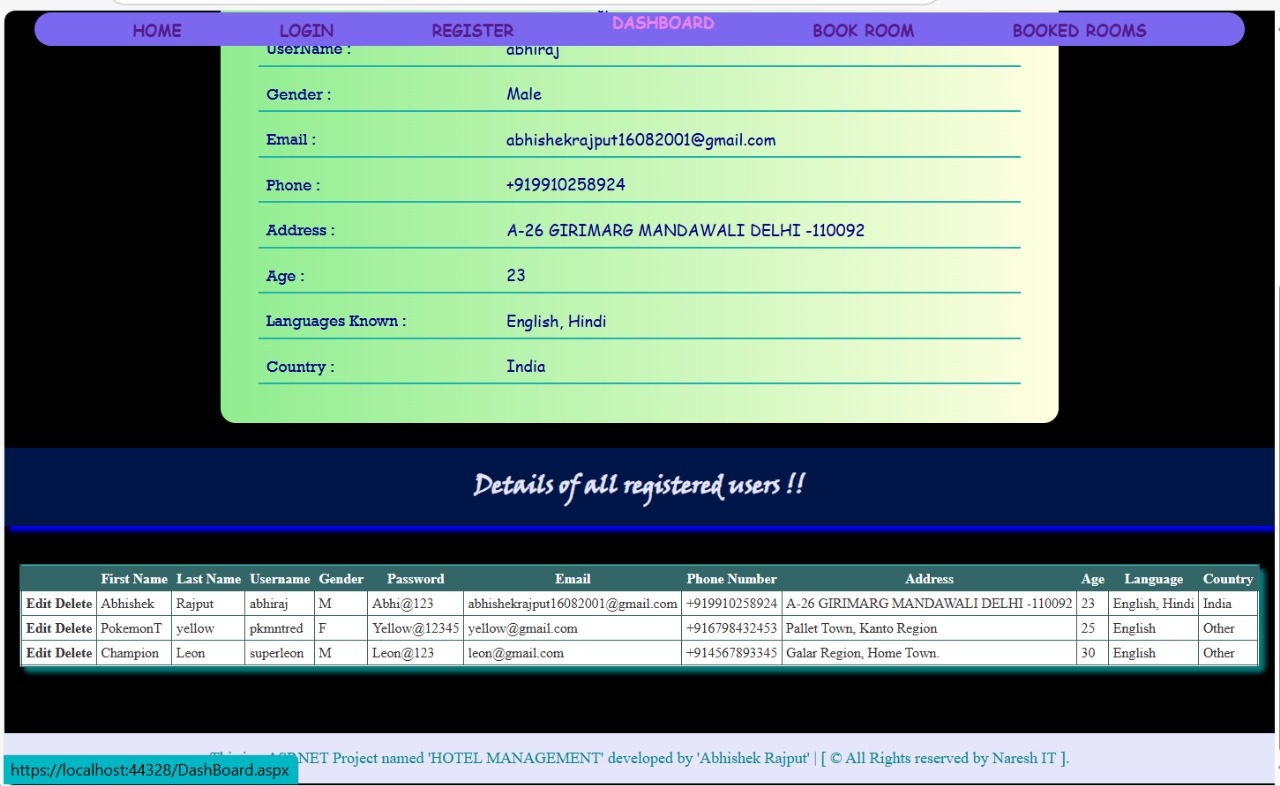 HOME LOGIN REGISTER DASHBOARD BOOK ROOM BOOKED ROOMS
UserName : abhiraj
Gender : Male
Email : abhishekrajput16082001@gmail.com
Phone : +919910258924
Address : A-26 GIRIMARG MANDAWALI DELHI -110092
Age : 23
Languages Known : English, Hindi
Country : India
Details of all registered users !!
First Name Last Name Username Gender Password Email Phone Number Address Age Language Country
Edit Delete Abhishek Rajput abhiraj M Abhi@123 abhishekrajput16082001@gmail.com +919910258924 A-26 GIRIMARG MANDAWALI DELHI -110092 23 English, Hindi India
Edit Delete PokemonT yellow pkmntred F Yellow@12345 yellow@gmail.com +916798432453 Pallet Town, Kanto Region 25 English Other
Edit Delete Champion Leon superleon M Leon@123 leon@gmail.com +914567893345 Galar Region, Home Town. 30 English Other
Project named 'HOTEL MANAGEMENT' developed by 'Abhishek Rajput' | [ © All Rights reserved by Naresh IT ].
https://localhost:44328/DashBoard.aspx